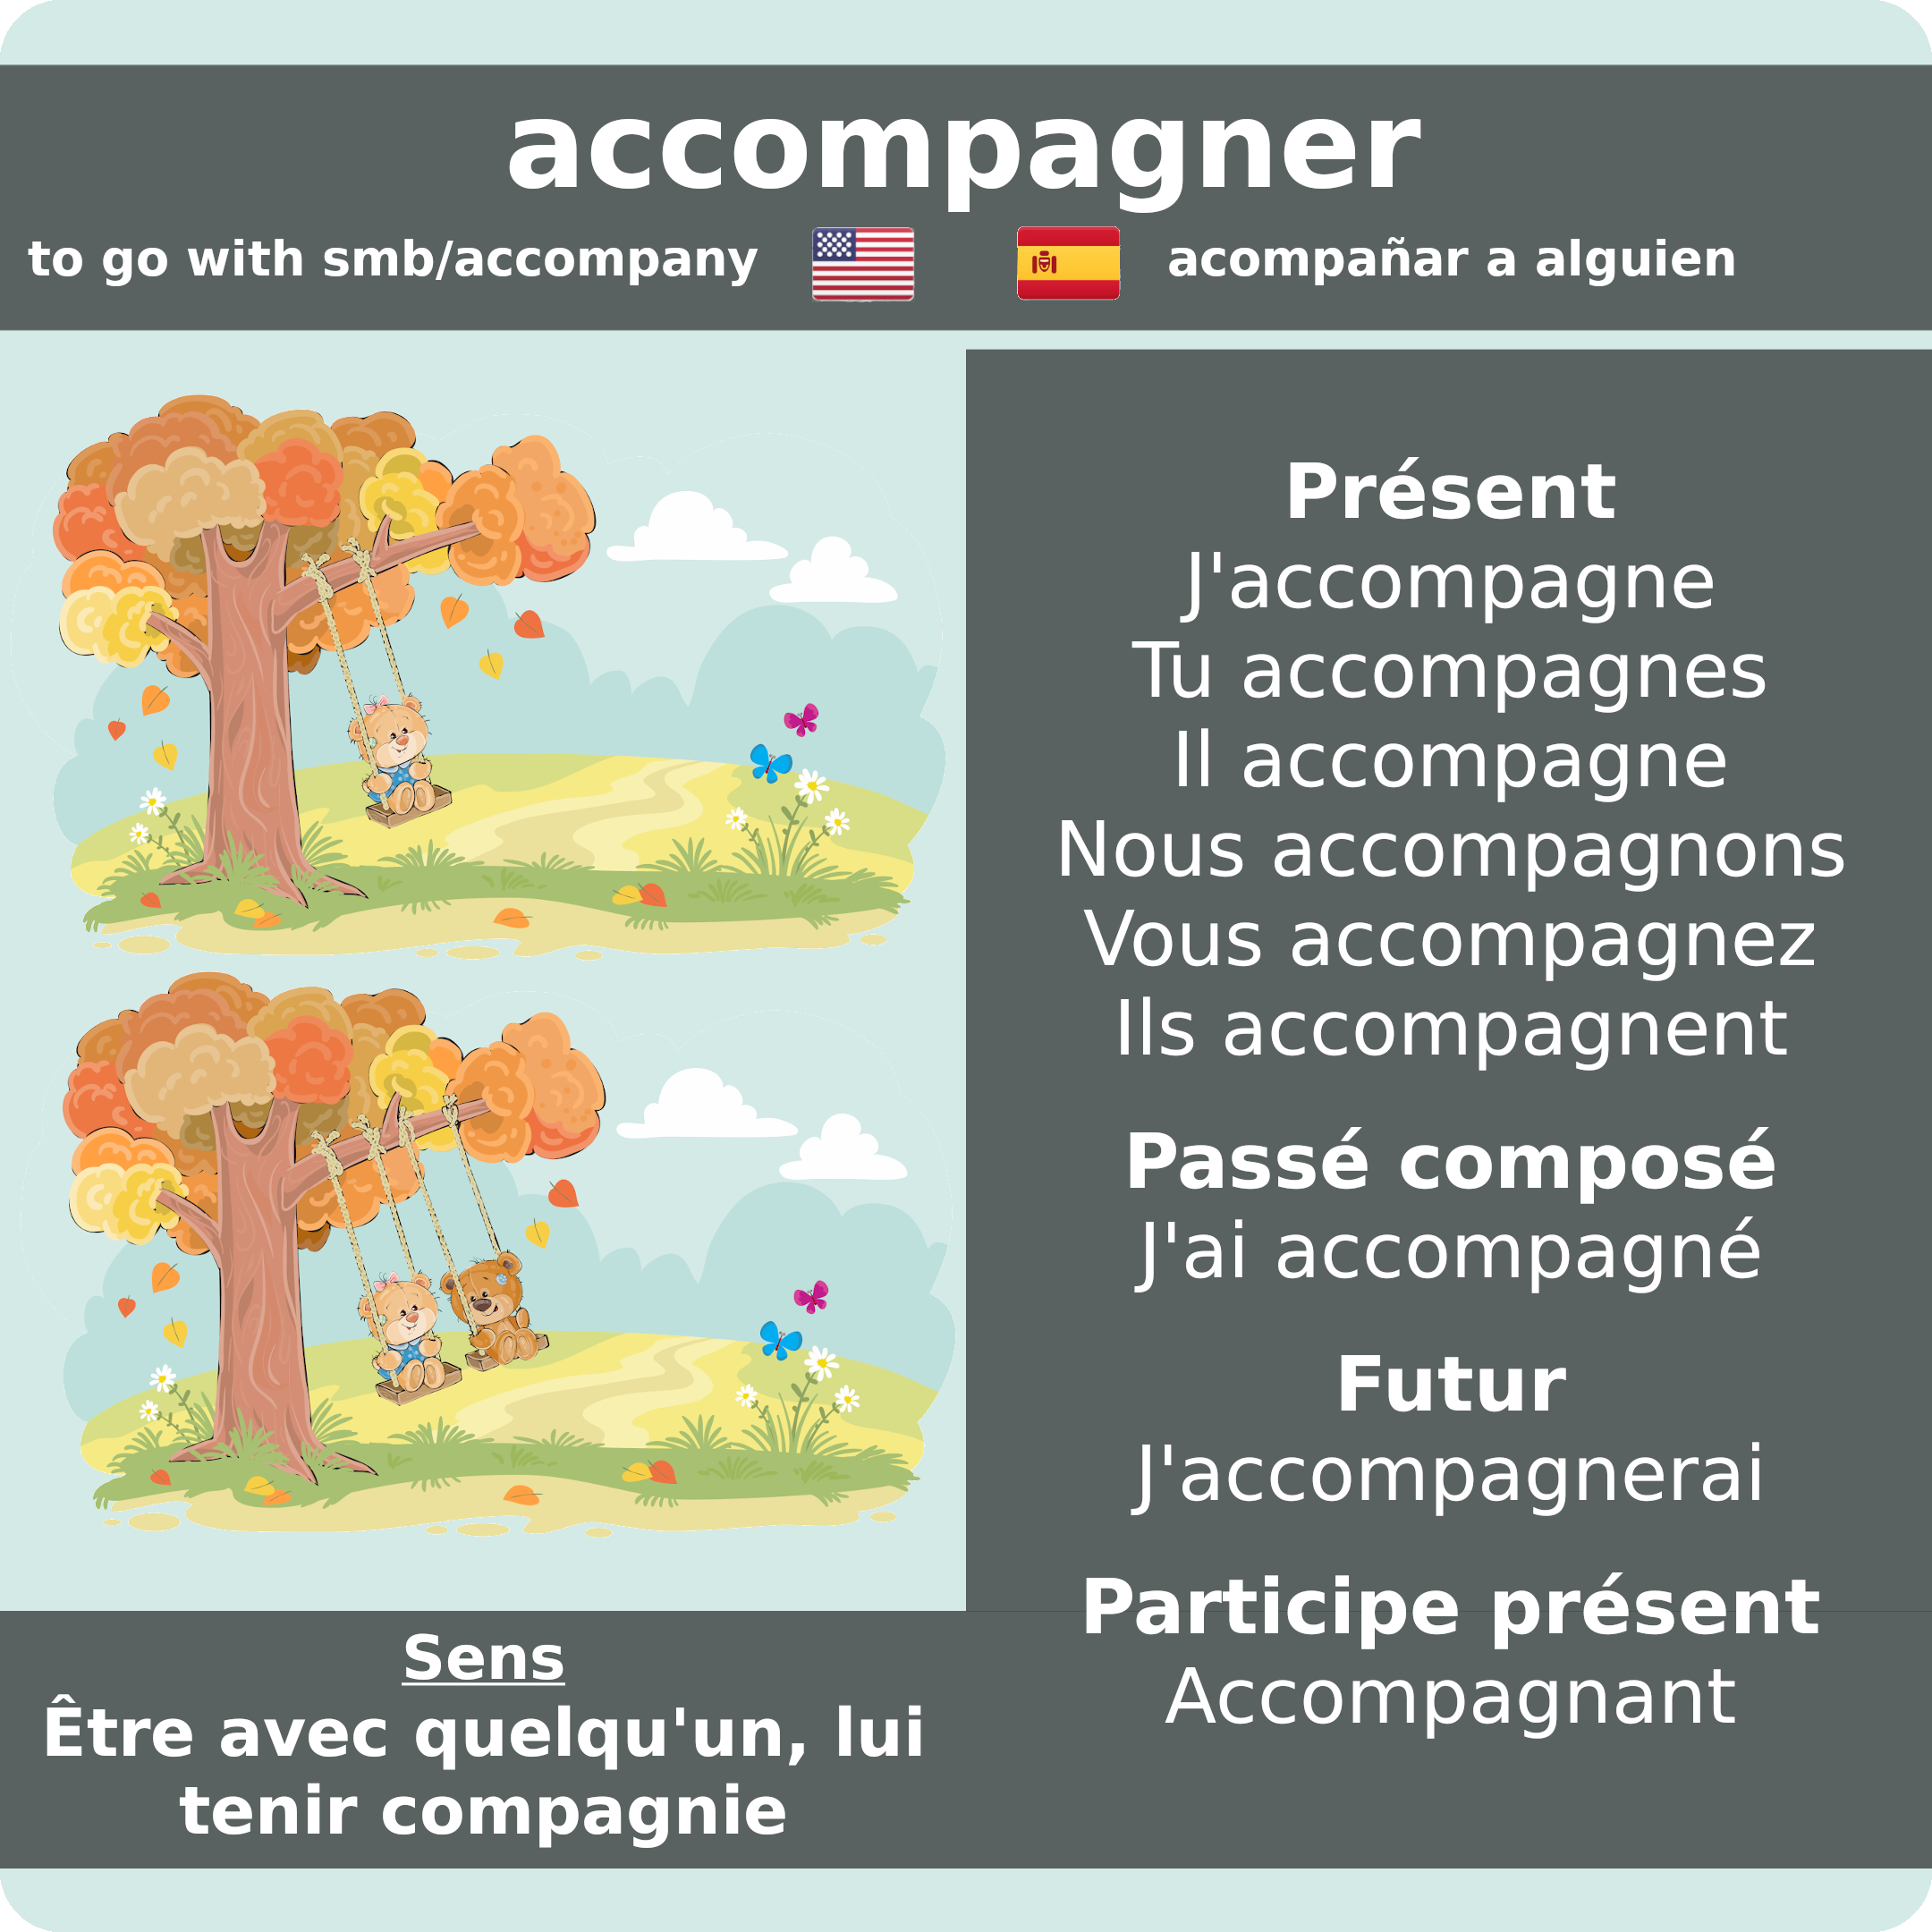 accompagner
to go with smb/accompany
acompañar a alguien
Présent
J'accompagne
Tu accompagnes
Il accompagne
Nous accompagnons
Vous accompagnez
Ils accompagnent
Passé composé
J'ai accompagné
Futur
J'accompagnerai
Participe présent
Accompagnant
Sens
Être avec quelqu'un, lui
tenir compagnie